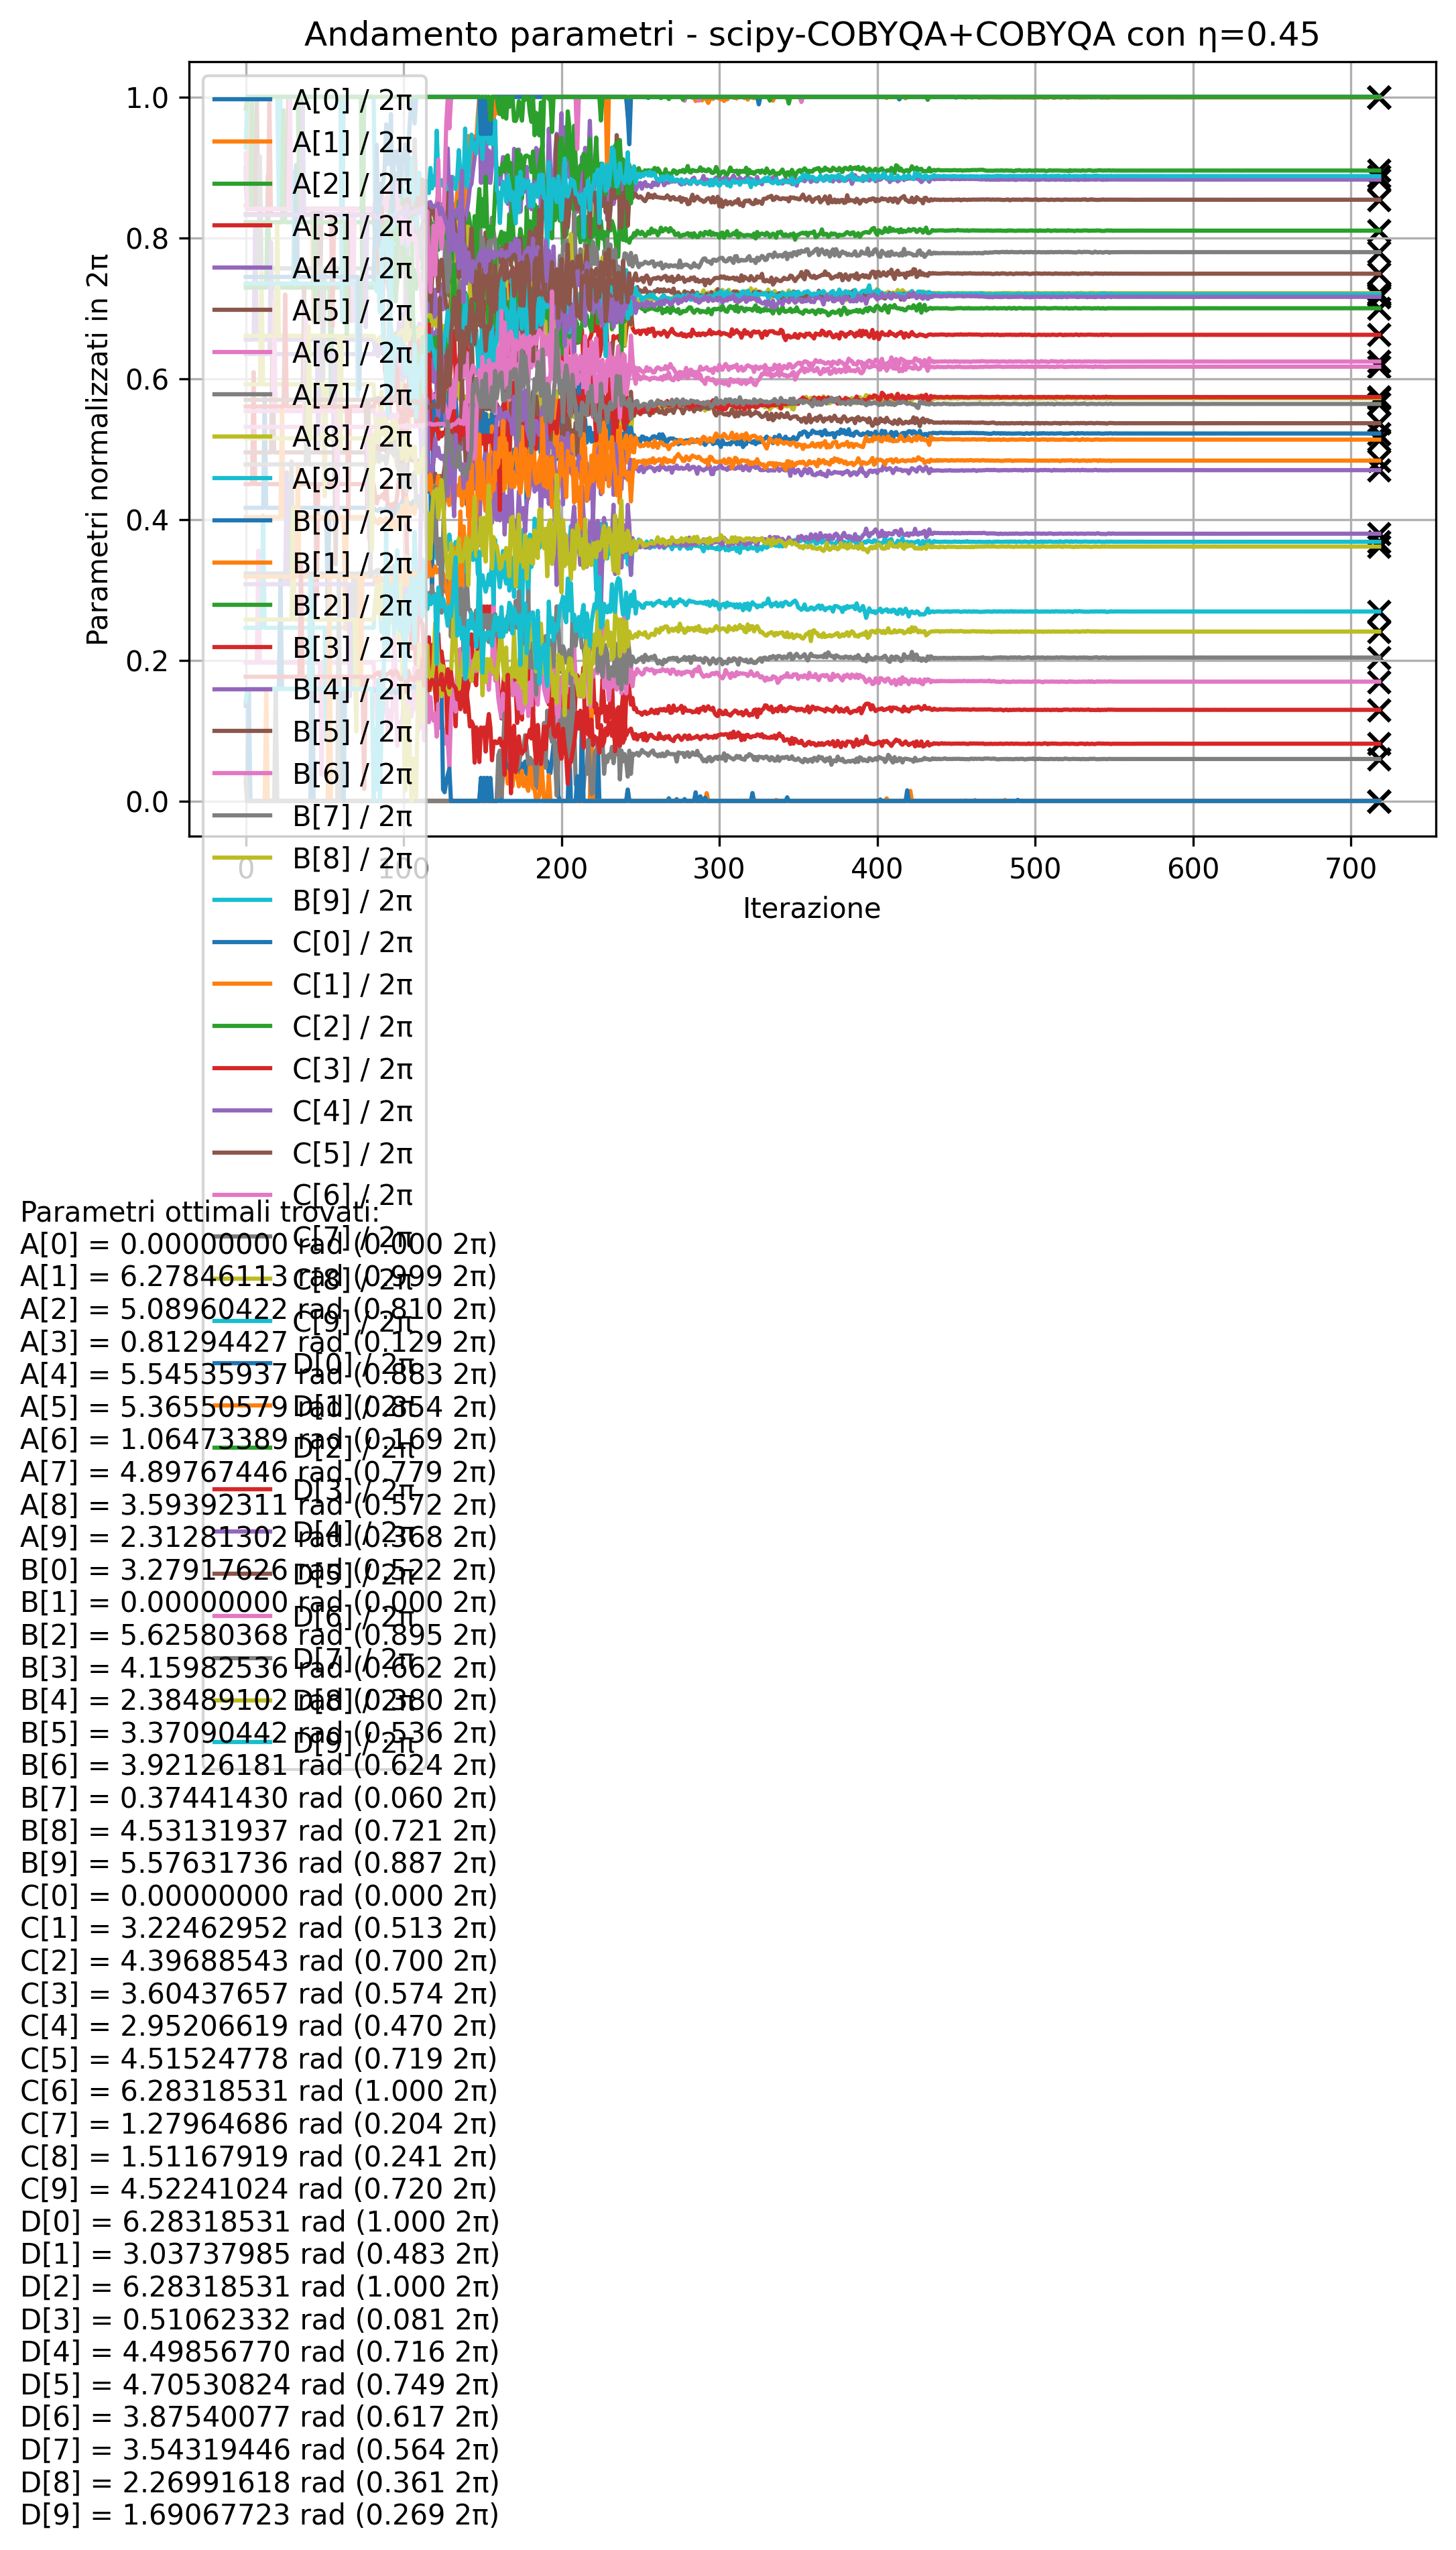 Andamento parametri - scipy-COBYQA+COBYQA con η=0.45
Parametri normalizzati in 2π
1.0
0.8
0.6
0.4
0.2
0.0
0
100
200
300
400
500
600
700
Iterazione
A[0] / 2π
A[1] / 2π
A[2] / 2π
A[3] / 2π
A[4] / 2π
A[5] / 2π
A[6] / 2π
A[7] / 2π
A[8] / 2π
A[9] / 2π
B[0] / 2π
B[1] / 2π
B[2] / 2π
B[3] / 2π
B[4] / 2π
B[5] / 2π
B[6] / 2π
B[7] / 2π
B[8] / 2π
B[9] / 2π
C[0] / 2π
C[1] / 2π
C[2] / 2π
C[3] / 2π
C[4] / 2π
C[5] / 2π
C[6] / 2π
C[7] / 2π
C[8] / 2π
C[9] / 2π
D[0] / 2π
D[1] / 2π
D[2] / 2π
D[3] / 2π
D[4] / 2π
D[5] / 2π
D[6] / 2π
D[7] / 2π
D[8] / 2π
D[9] / 2π
Parametri ottimali trovati:
A[0] = 0.00000000 rad (0.000 2π)
A[1] = 6.27846113 rad (0.999 2π)
A[2] = 5.08960422 rad (0.810 2π)
A[3] = 0.81294427 rad (0.129 2π)
A[4] = 5.54535937 rad (0.883 2π)
A[5] = 5.36550579 rad (0.854 2π)
A[6] = 1.06473389 rad (0.169 2π)
A[7] = 4.89767446 rad (0.779 2π)
A[8] = 3.59392311 rad (0.572 2π)
A[9] = 2.31281302 rad (0.368 2π)
B[0] = 3.27917626 rad (0.522 2π)
B[1] = 0.00000000 rad (0.000 2π)
B[2] = 5.62580368 rad (0.895 2π)
B[3] = 4.15982536 rad (0.662 2π)
B[4] = 2.38489102 rad (0.380 2π)
B[5] = 3.37090442 rad (0.536 2π)
B[6] = 3.92126181 rad (0.624 2π)
B[7] = 0.37441430 rad (0.060 2π)
B[8] = 4.53131937 rad (0.721 2π)
B[9] = 5.57631736 rad (0.887 2π)
C[0] = 0.00000000 rad (0.000 2π)
C[1] = 3.22462952 rad (0.513 2π)
C[2] = 4.39688543 rad (0.700 2π)
C[3] = 3.60437657 rad (0.574 2π)
C[4] = 2.95206619 rad (0.470 2π)
C[5] = 4.51524778 rad (0.719 2π)
C[6] = 6.28318531 rad (1.000 2π)
C[7] = 1.27964686 rad (0.204 2π)
C[8] = 1.51167919 rad (0.241 2π)
C[9] = 4.52241024 rad (0.720 2π)
D[0] = 6.28318531 rad (1.000 2π)
D[1] = 3.03737985 rad (0.483 2π)
D[2] = 6.28318531 rad (1.000 2π)
D[3] = 0.51062332 rad (0.081 2π)
D[4] = 4.49856770 rad (0.716 2π)
D[5] = 4.70530824 rad (0.749 2π)
D[6] = 3.87540077 rad (0.617 2π)
D[7] = 3.54319446 rad (0.564 2π)
D[8] = 2.26991618 rad (0.361 2π)
D[9] = 1.69067723 rad (0.269 2π)